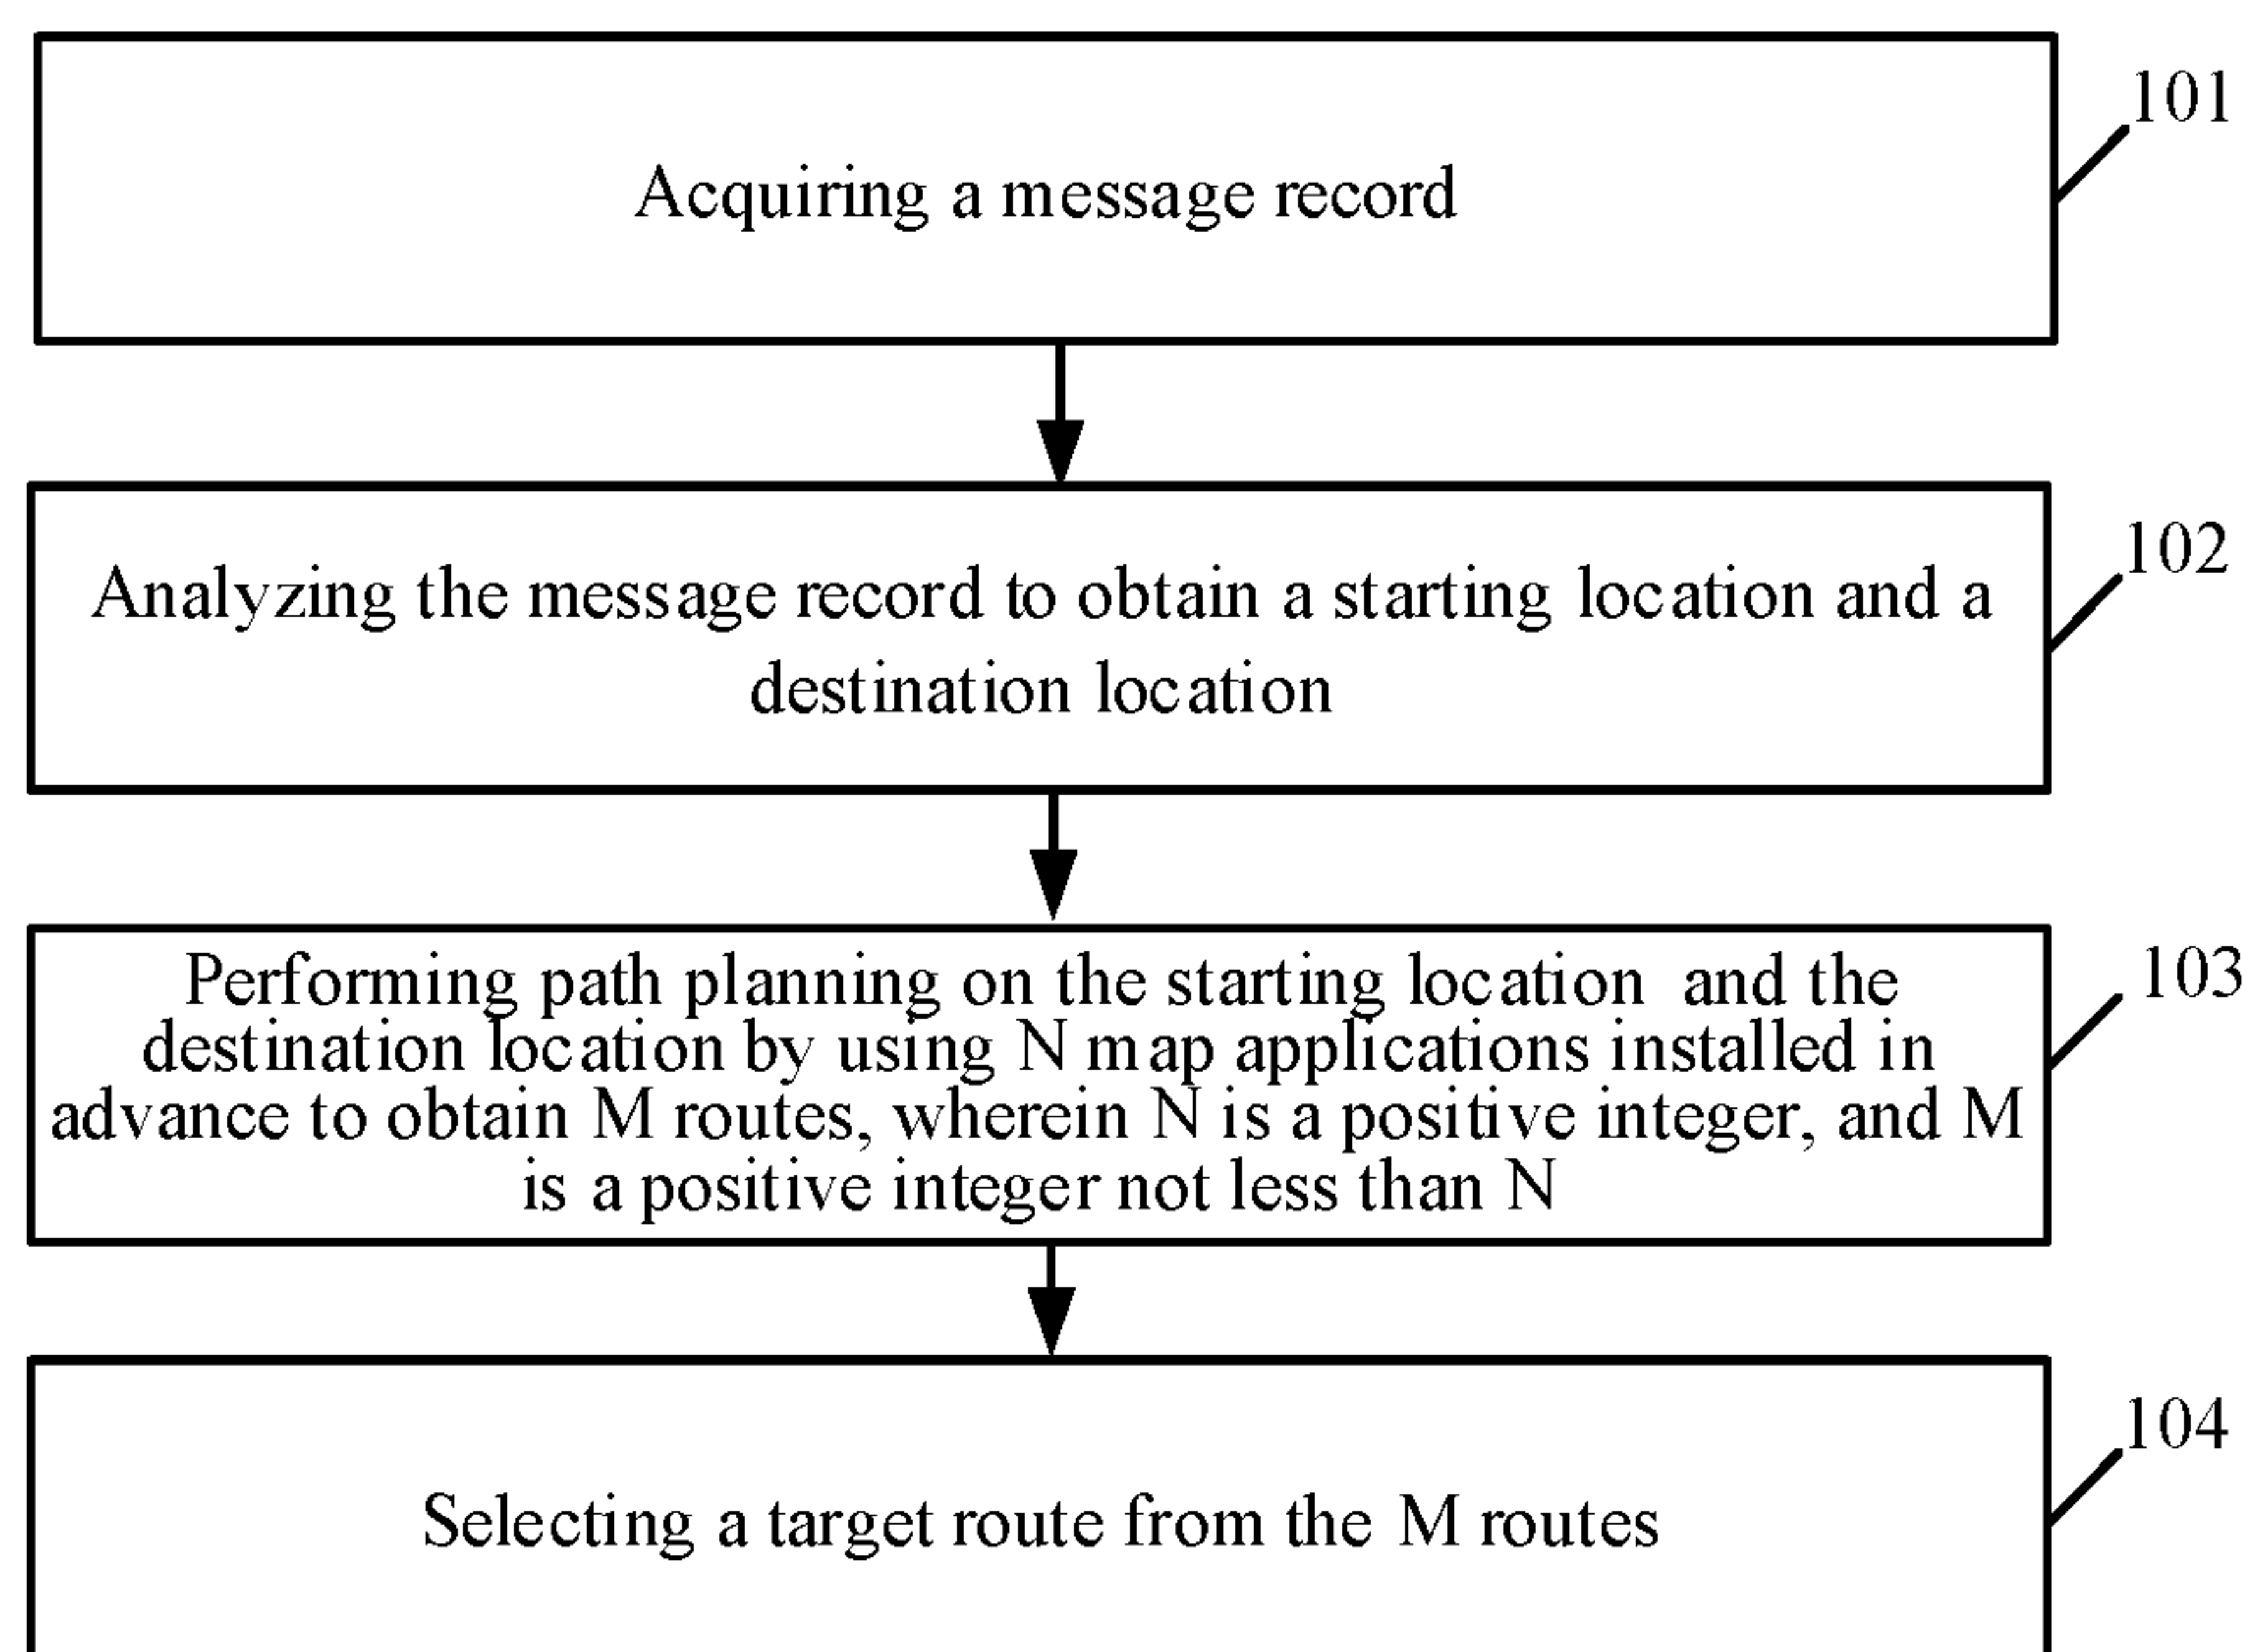 101
Acquiring a message record
102
Analyzing the message record to obtain a starting location and a
destination location
103
Performing path planning on the starting location and the
destination location by using N map applications installed in
advance to obtain M routes, wherein N is a positive integer, and M
is a positive integer not less than N
104
Selecting a target route from the M routes